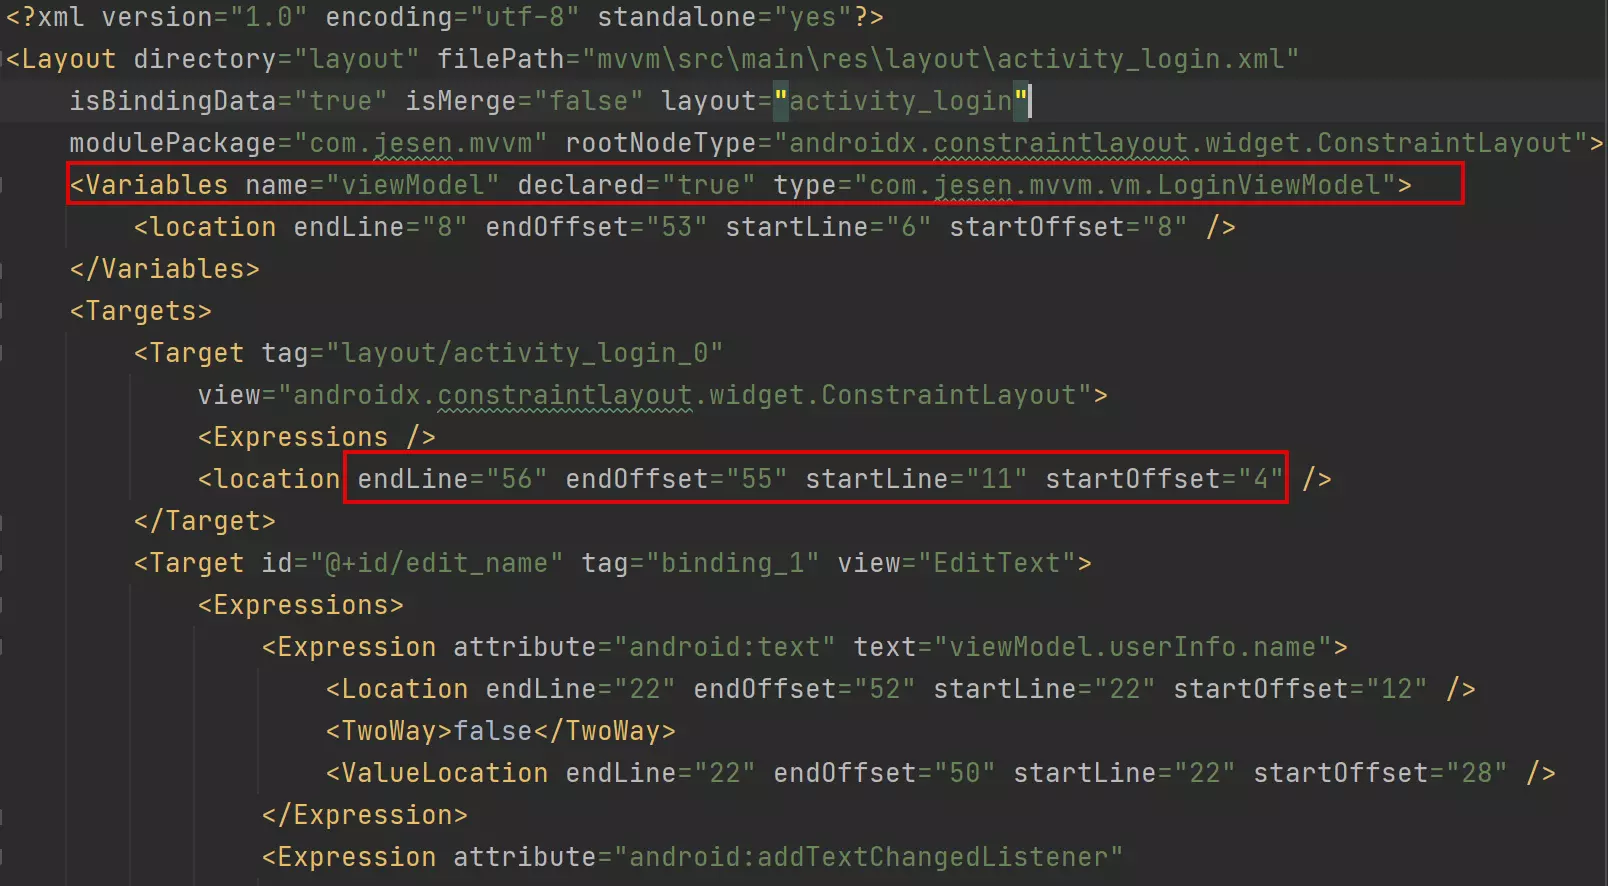 <?xml version="1.0" encoding="utf-8" standalone="yes"?>
<Layout directory="layout" filePath="mvvm\src\main\res\layout\activity_login.xml"
isBindingData="true" isMerge="false" layout="activity_login"
modulePackage="com.jesen.mvvm" rootNodeType="androidx.constraintlayout.widget.ConstraintLayout">
<Variables name="viewModel" declared="true" type="com.jesen.mvvm.vm.LoginViewModel">
<location endLine="8" endOffset="53" startLine="6" startOffset="8" />
</Variables>
<Targets>
<Target tag="layout/activity_login_0"
view="androidx.constraintlayout.widget.ConstraintLayout">
<Expressions />
<location endLine="56" endOffset="55" startLine="11" startOffset="4" />
</Target>
<Target id="@+id/edit_name" tag="binding_1" view="EditText">
<Expressions>
<Expression attribute="android:text" text="viewModel.userInfo.name">
<Location endLine="22" endOffset="52" startLine="22" startOffset="12" />
<TwoWay>false</TwoWay>
<ValueLocation endLine="22" endOffset="50" startLine="22" startOffset="28" />
</Expression>
<Expression attribute="android:addTextChangedListener"